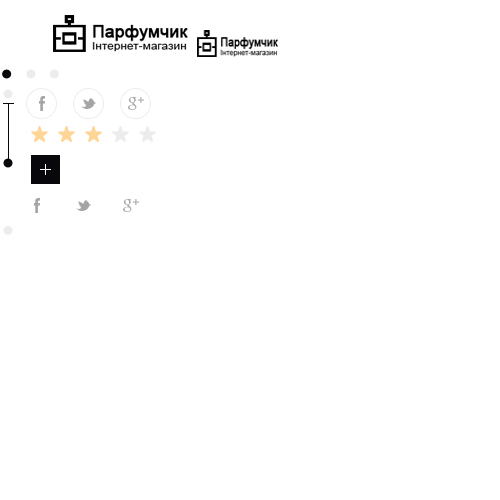 Парфумчик
Інтернет-магазин
Парфумчик
Інтернет-магазин
f
g+
f
g+